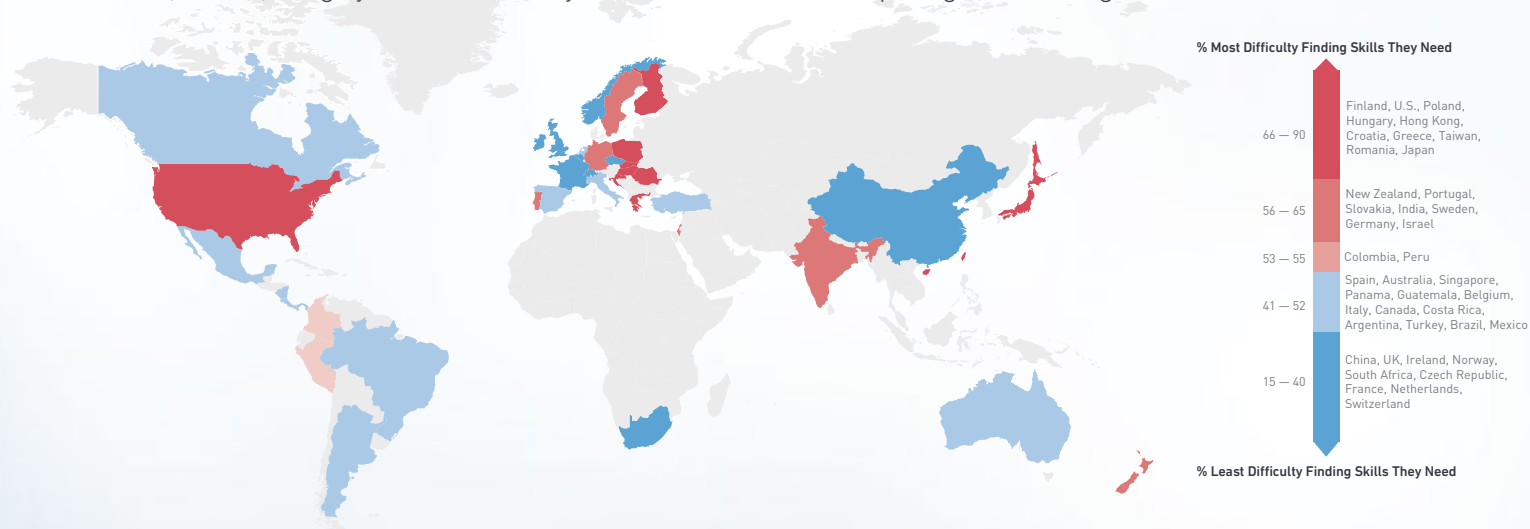 % Most Difficulty Finding Skills They Need
66 — 90
Finland, U.S., Poland,
Hungary, Hong Kong,
Croatia, Greece, Taiwan,
Romania, Japan
56 — 65
New Zealand, Portugal,
Slovakia, India, Sweden,
Germany, Israel
53 — 55
Colombia, Peru
41 — 52
Spain, Australia, Singapore,
Panama, Guatemala, Belgium,
Italy, Canada, Costa Rica,
Argentina, Turkey, Brazil, Mexico
15 — 40
China, UK, Ireland, Norway,
South Africa, Czech Republic,
France, Netherlands,
Switzerland
% Least Difficulty Finding Skills They Need